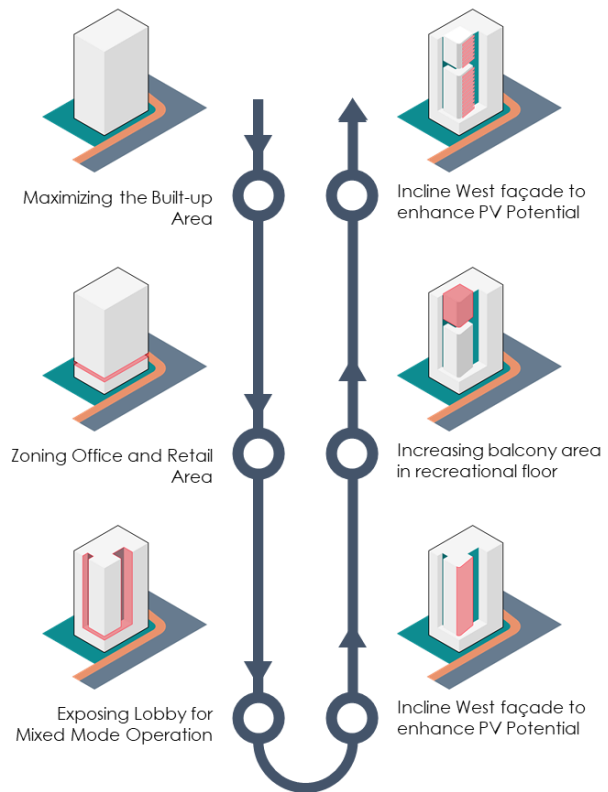 Maximizing the Built-up
Area
Zoning Office and Retail
Area
Exposing Lobby for
Mixed Mode Operation
Incline West façade to
enhance PV Potential
Increasing balcony area
in recreational floor
Incline West façade to
enhance PV Potential